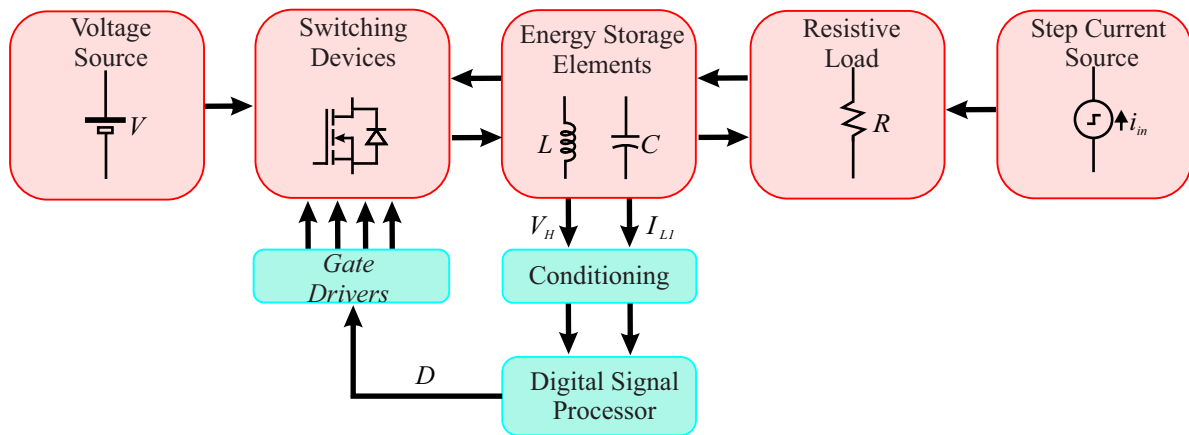 Voltage
Source
V
Switching
Devices
Energy Storage
Elements
L
C
Resistive
Load
R
Step Current
Source
i_in
V_H
I_L1
Gate
Drivers
Conditioning
D
Digital Signal
Processor